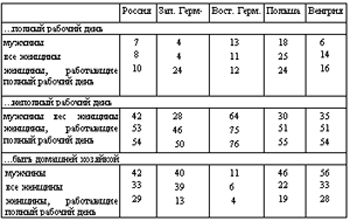 Россия Зап. Герм- Вост. Герм. Польша Венгрия
...полный рабочий день
мужчины 7 4 13 18 6
все женщины 8 4 11 25 14
женщины, работающие 10 24 12 24 16
полный рабочий день
...неполный рабочий день
мужчины вес женщины 42 28 64 30 35
женщины, работающие 53 46 75 51 51
полный рабочий день 54 50 76 55 54
...быть домашней хозяйкой
мужчины 42 40 11 46 56
все женщины 33 39 6 22 33
женщины, работающие 29 13 4 19 28
полный рабочий день